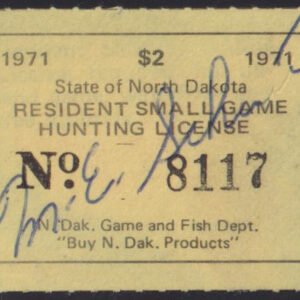 1971 $2 1971
State of North Dakota
RESIDENT SMALL GAME
HUNTING LICENSE
No. 8117
M.E.
N. Dak. Game and Fish Dept.
"Buy N. Dak. Products"